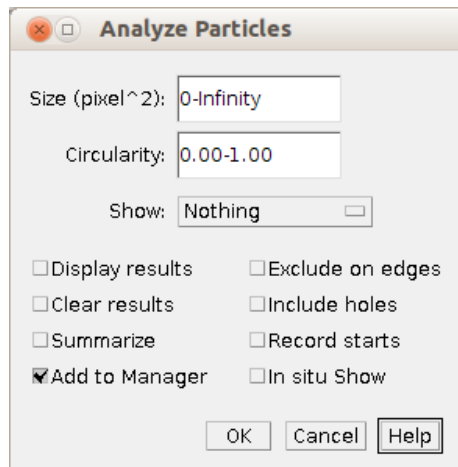 Analyze Particles
Size (pixel^2): 0-Infinity
Circularity: 0.00-1.00
Show: Nothing
Display results Exclude on edges
Clear results Include holes
Summarize Record starts
Add to Manager In situ Show
OK Cancel Help